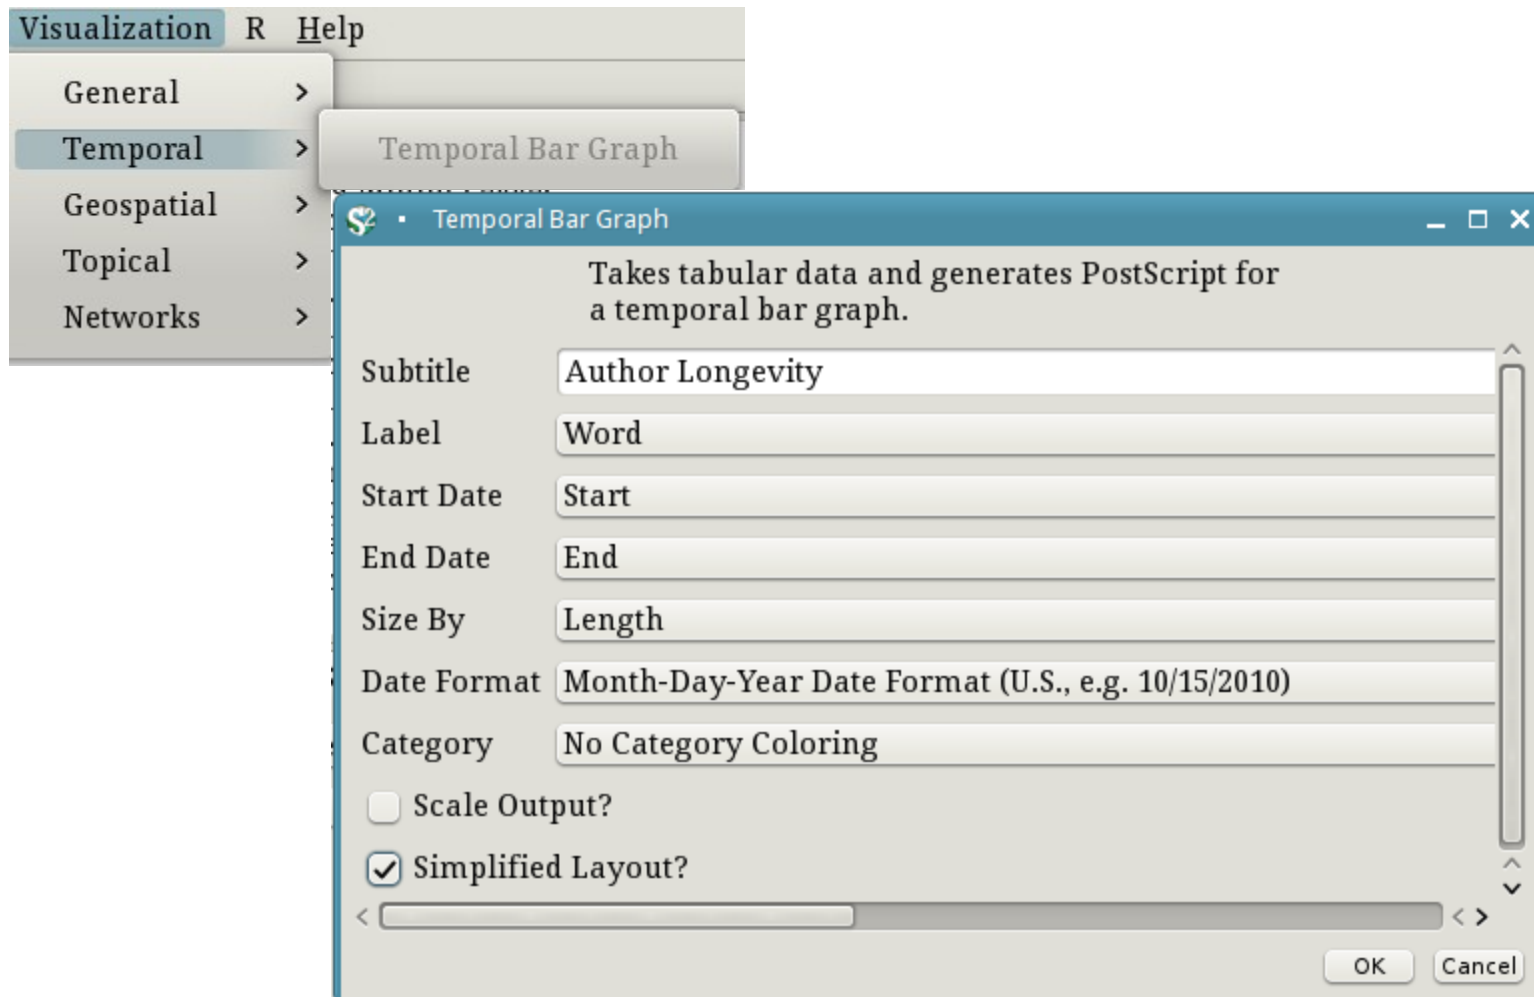 Visualization R Help
General >
Temporal > Temporal Bar Graph
Geospatial >
Topical >
Networks >
Temporal Bar Graph
Takes tabular data and generates PostScript for
a temporal bar graph.
Subtitle Author Longevity
Label Word
Start Date Start
End Date End
Size By Length
Date Format Month-Day-Year Date Format (U.S., e.g. 10/15/2010)
Category No Category Coloring
Scale Output?
Simplified Layout?
OK Cancel